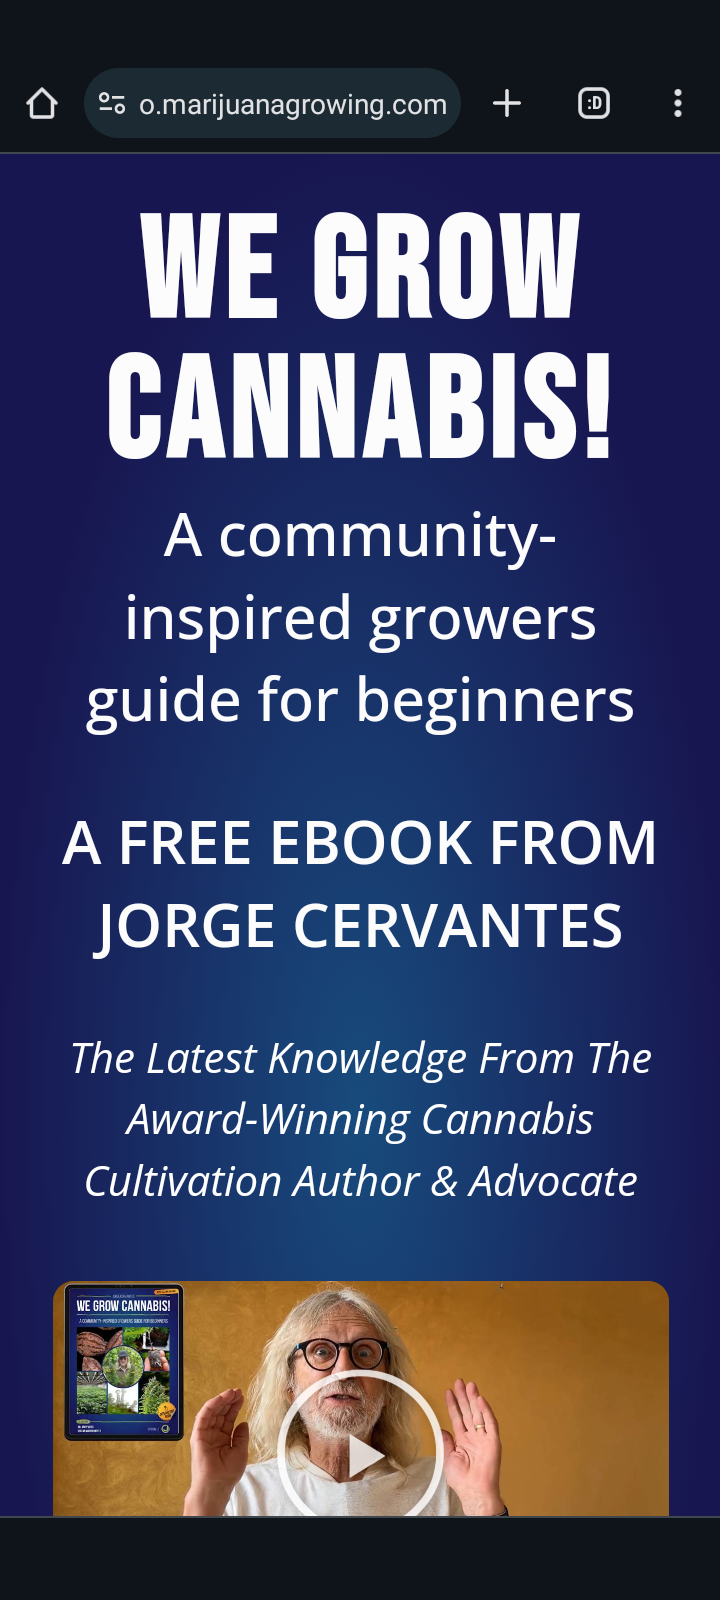 o.marijuanagrowing.com
:D
WE GROW
CANNABIS!
A community-
inspired growers
guide for beginners
A FREE EBOOK FROM
JORGE CERVANTES
The Latest Knowledge From The
Award-Winning Cannabis
Cultivation Author & Advocate
WE GROW CANNABIS!
A COMMUNITY-INSPIRED GROWERS GUIDE FOR BEGINNERS